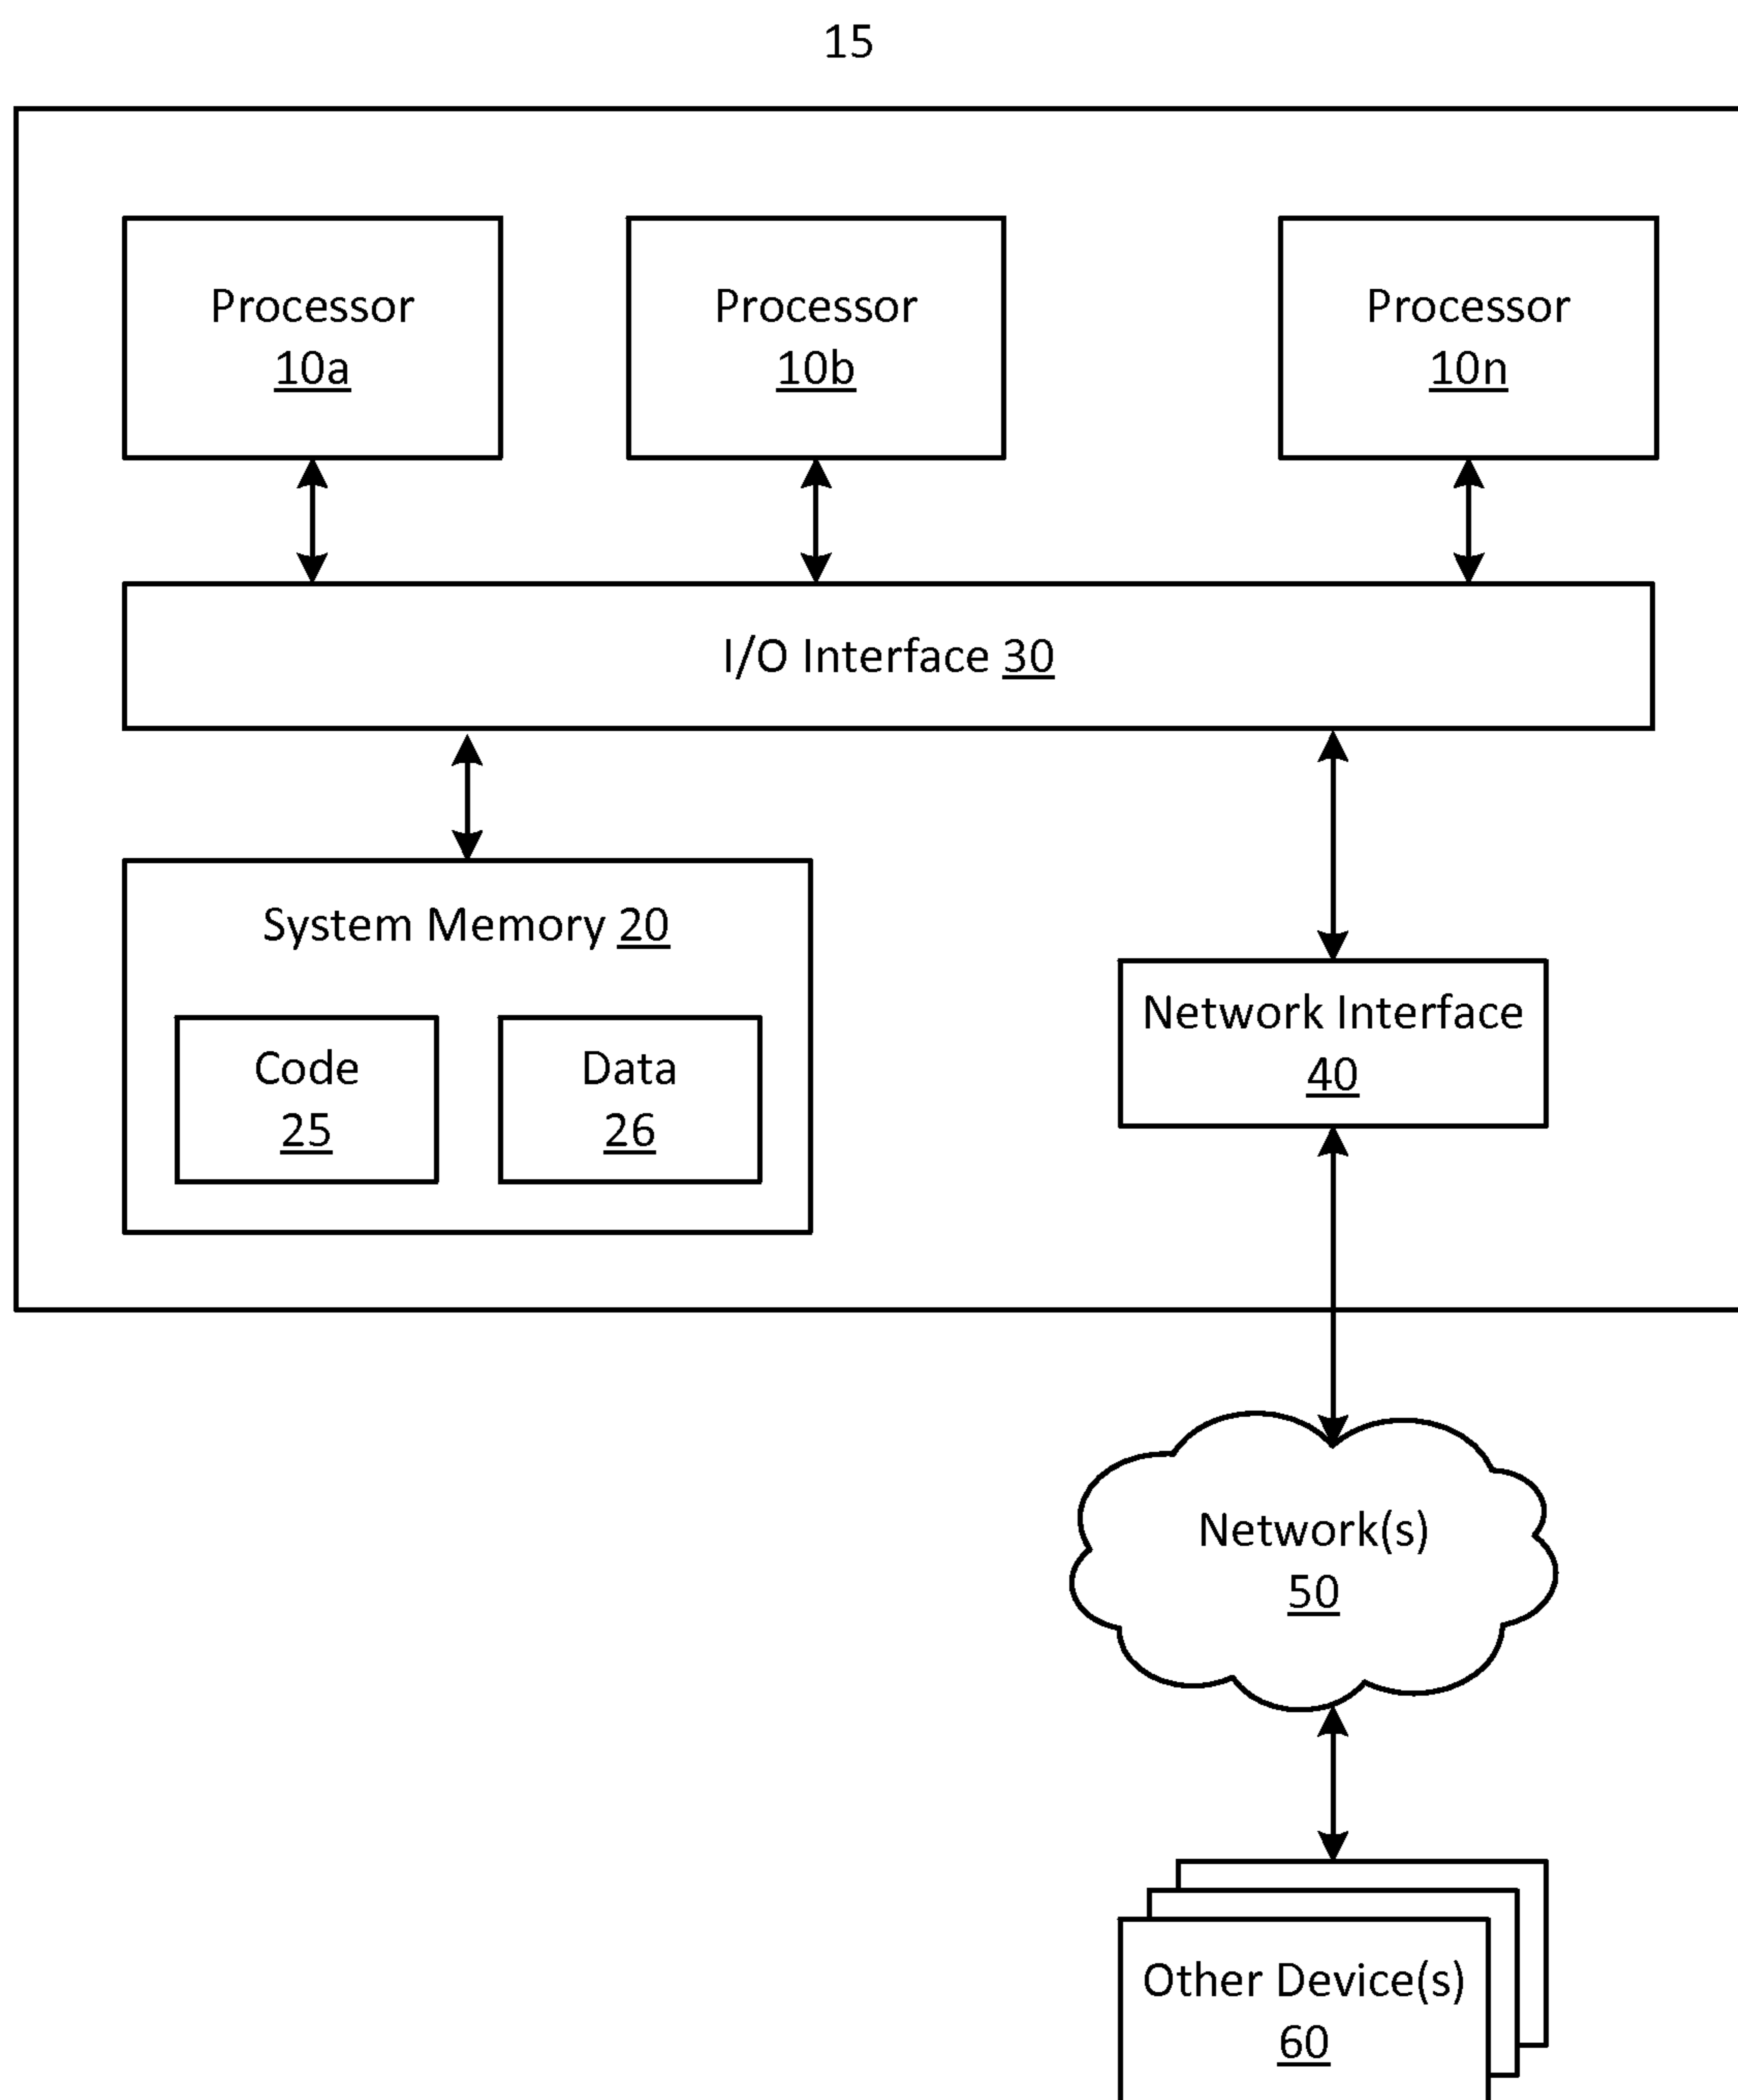 15
Processor
10a
Processor
10b
Processor
10n
I/O Interface 30
System Memory 20
Code
25
Data
26
Network Interface
40
Network(s)
50
Other Device(s)
60